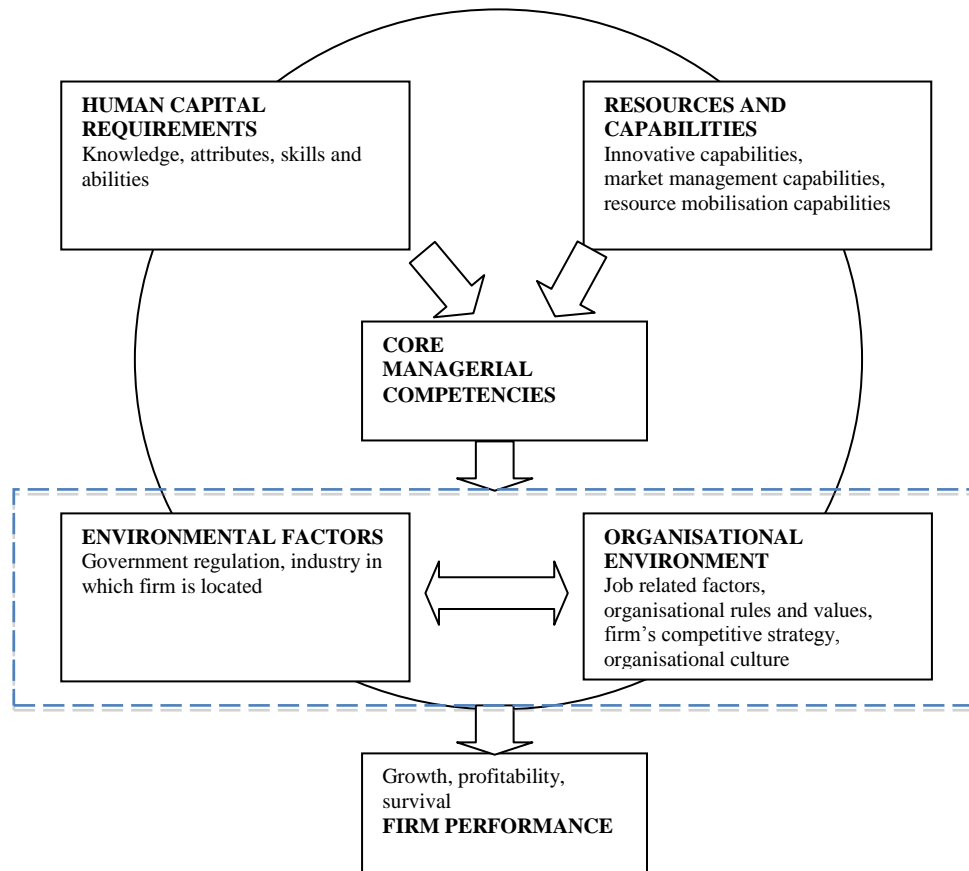 HUMAN CAPITAL
REQUIREMENTS
Knowledge, attributes, skills and
abilities
RESOURCES AND
CAPABILITIES
Innovative capabilities,
market management capabilities,
resource mobilisation capabilities
CORE
MANAGERIAL
COMPETENCIES
ENVIRONMENTAL FACTORS
Government regulation, industry in
which firm is located
ORGANISATIONAL
ENVIRONMENT
Job related factors,
organisational rules and values,
firm’s competitive strategy,
organisational culture
Growth, profitability,
survival
FIRM PERFORMANCE